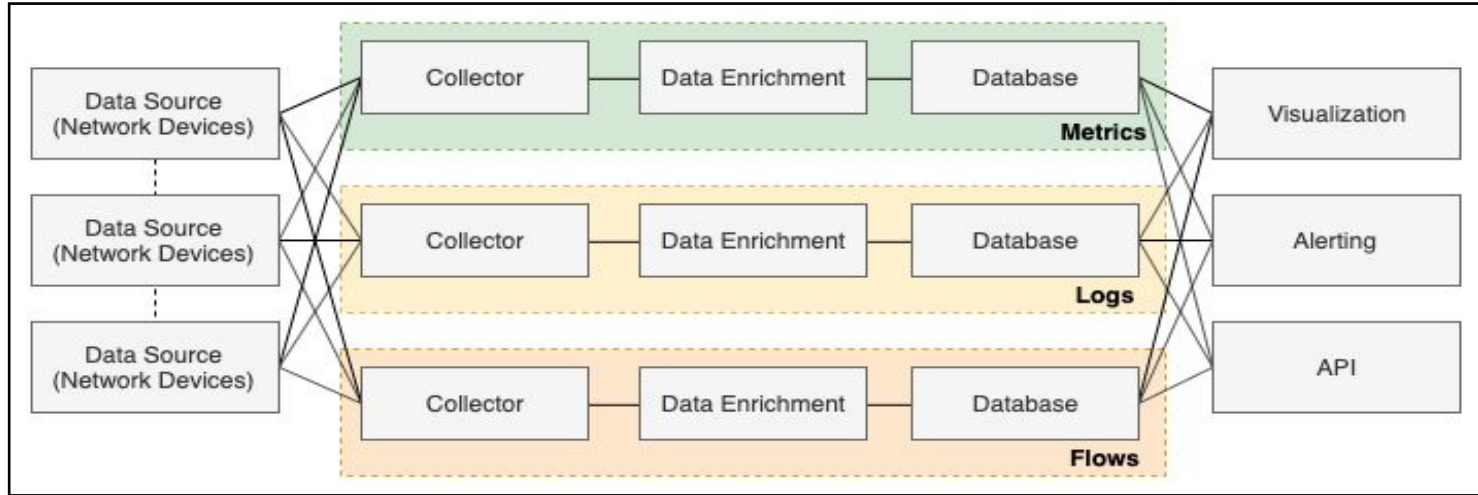 Data Source
(Network Devices)
Data Source
(Network Devices)
Data Source
(Network Devices)
Collector
Data Enrichment
Database
Metrics
Collector
Data Enrichment
Database
Logs
Collector
Data Enrichment
Database
Flows
Visualization
Alerting
API